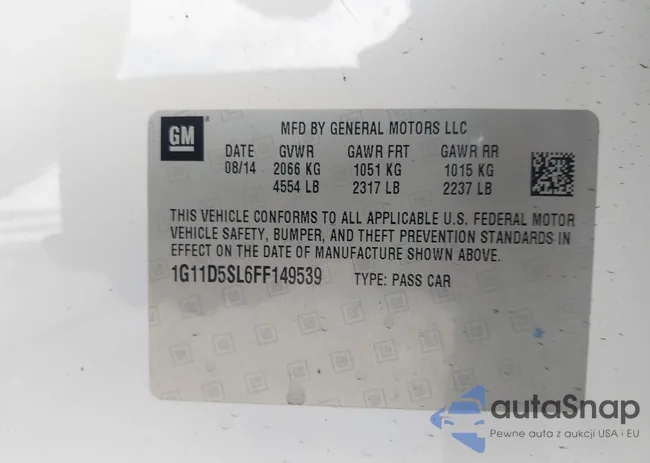 GM
MFD BY GENERAL MOTORS LLC
DATE GVWR GAWR FRT GAWR RR
08/14 2066 KG 1051 KG 1015 KG
4554 LB 2317 LB 2237 LB
THIS VEHICLE CONFORMS TO ALL APPLICABLE U.S. FEDERAL MOTOR
VEHICLE SAFETY, BUMPER, AND THEFT PREVENTION STANDARDS IN
EFFECT ON THE DATE OF MANUFACTURE SHOWN ABOVE.
1G11D5SL6FF149539 TYPE: PASS CAR
autaSnap
Pewne auta z aukcji USA i EU